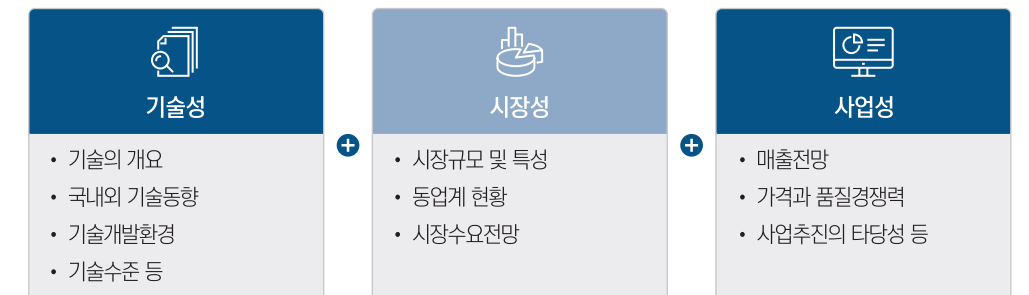 기술성
• 기술의 개요
• 국내외 기술동향
• 기술개발환경
• 기술수준 등
시장성
• 시장규모 및 특성
• 동업계 현황
• 시장수요전망
사업성
• 매출전망
• 가격과 품질경쟁력
• 사업추진의 타당성 등